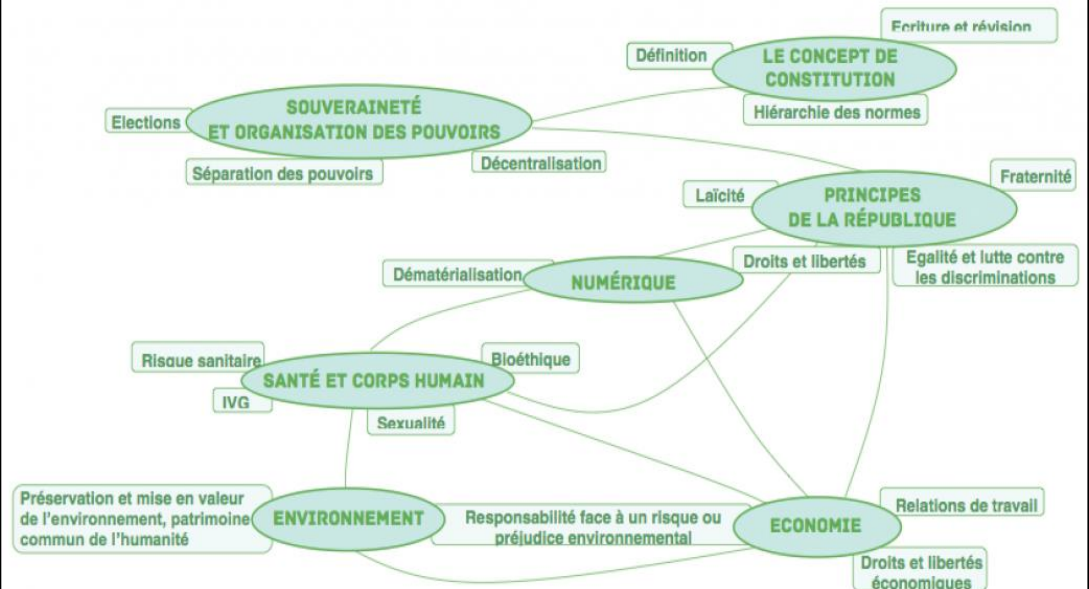 Ecriture et révision
Définition
LE CONCEPT DE
CONSTITUTION
Hiérarchie des normes
SOUVERAINETÉ
ET ORGANISATION DES POUVOIRS
Elections
Séparation des pouvoirs
Décentralisation
Fraternité
Laïcité
PRINCIPES
DE LA RÉPUBLIQUE
Droits et libertés
Egalité et lutte contre
les discriminations
Dématérialisation
NUMÉRIQUE
Risque sanitaire
Bioéthique
SANTÉ ET CORPS HUMAIN
IVG
Sexualité
Préservation et mise en valeur
de l'environnement, patrimoine
commun de l'humanité
ENVIRONNEMENT
Responsabilité face à un risque ou
préjudice environnemental
ECONOMIE
Relations de travail
Droits et libertés
économiques